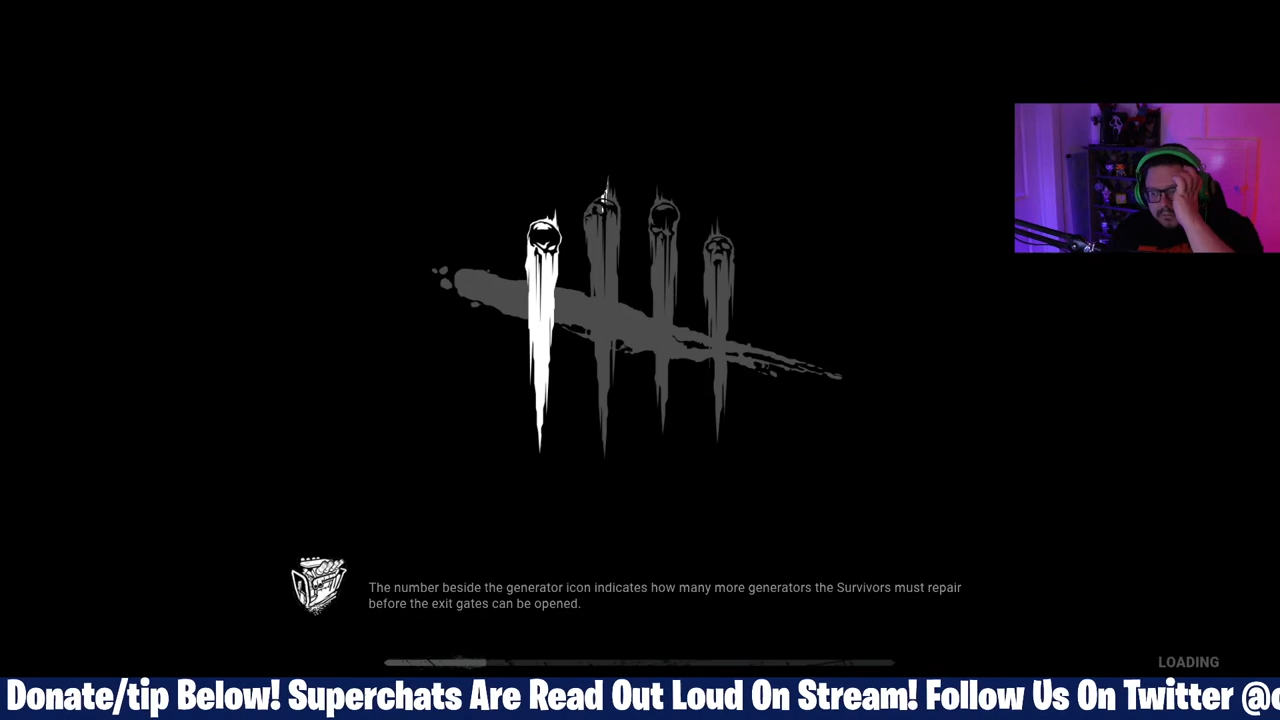 The number beside the generator icon indicates how many more generators the Survivors must repair
before the exit gates can be opened.
LOADING
Donate/tip Below! Superchats Are Read Out Loud On Stream! Follow Us On Twitter